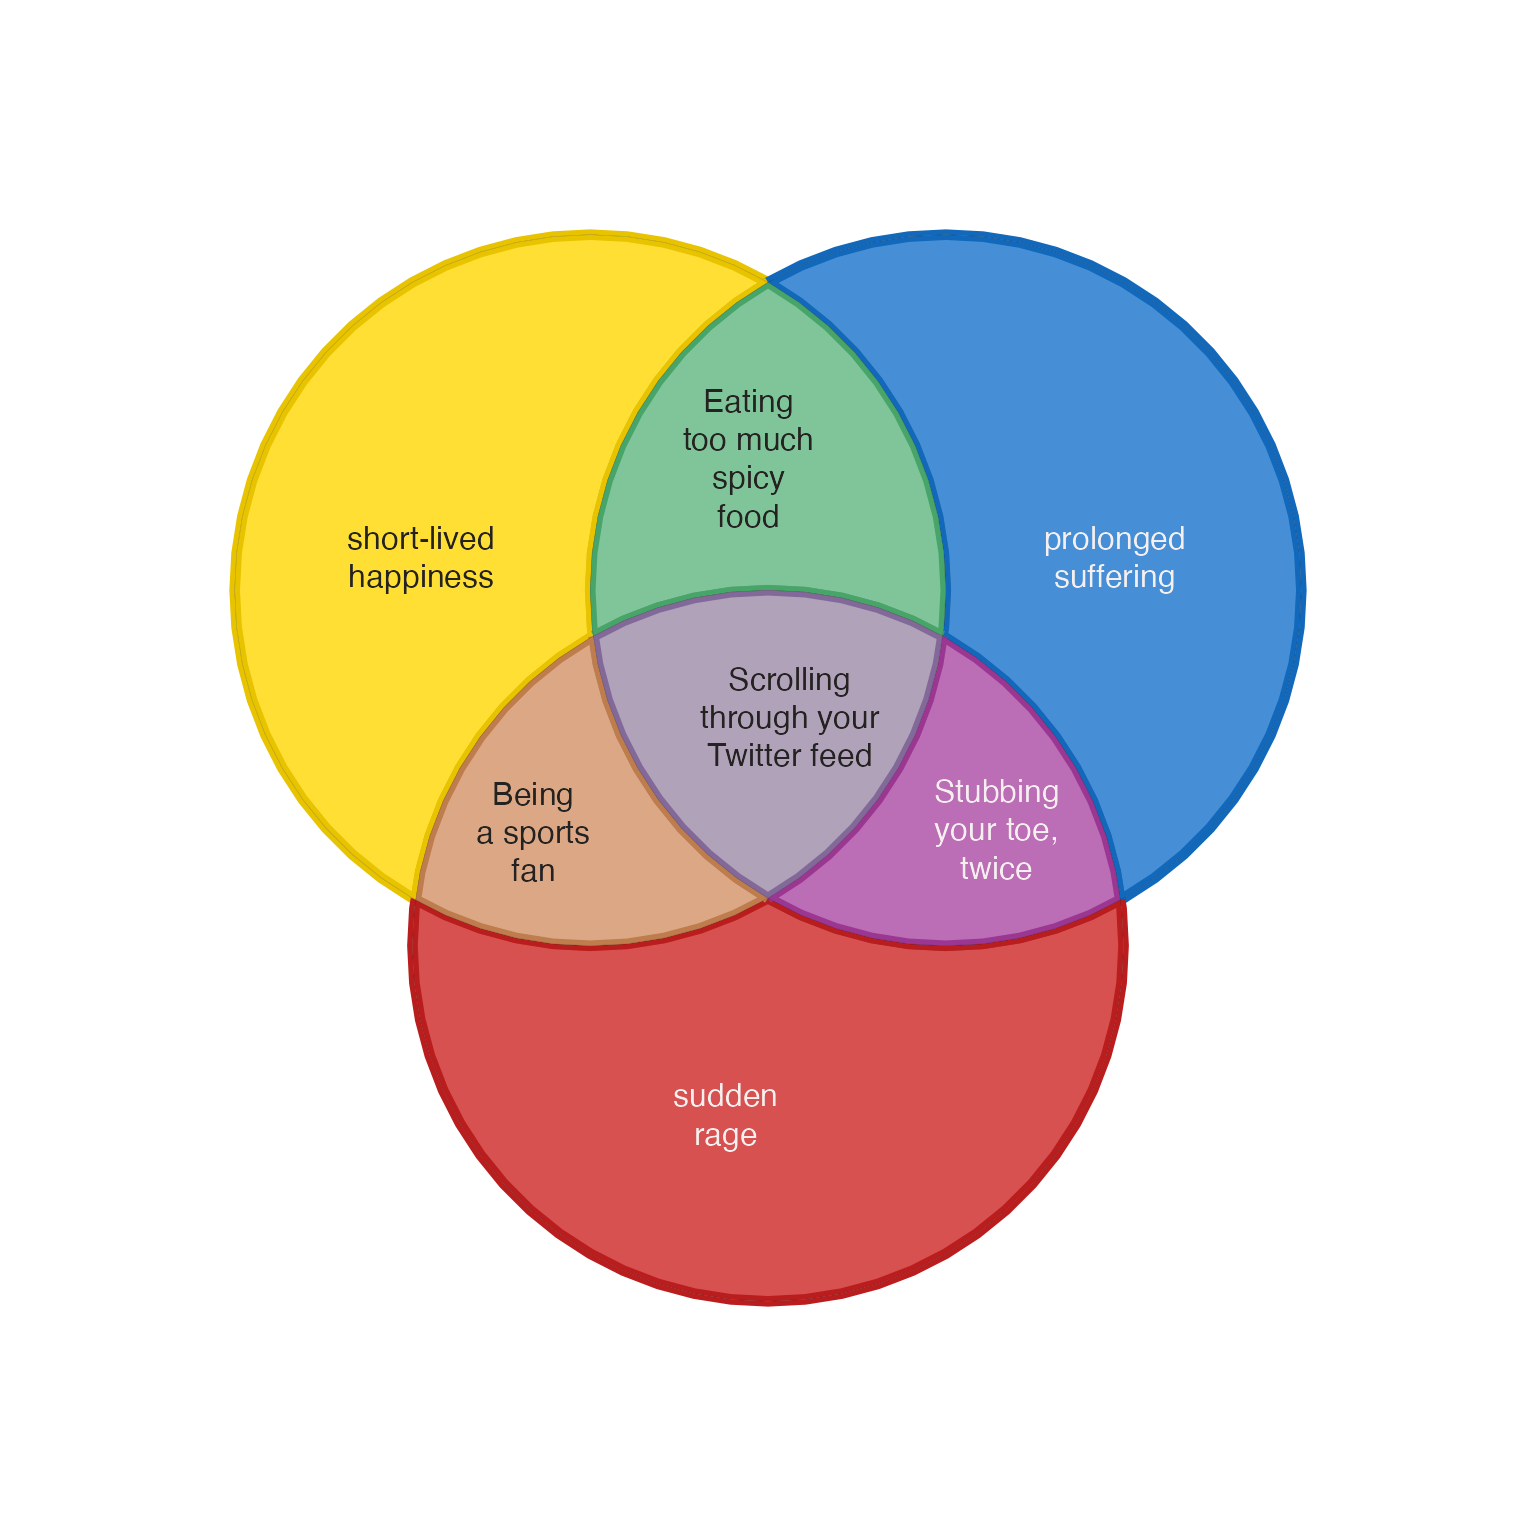 Eating
too much
spicy
food
short-lived
happiness
prolonged
suffering
Scrolling
through your
Twitter feed
Being
a sports
fan
Stubbing
your toe,
twice
sudden
rage